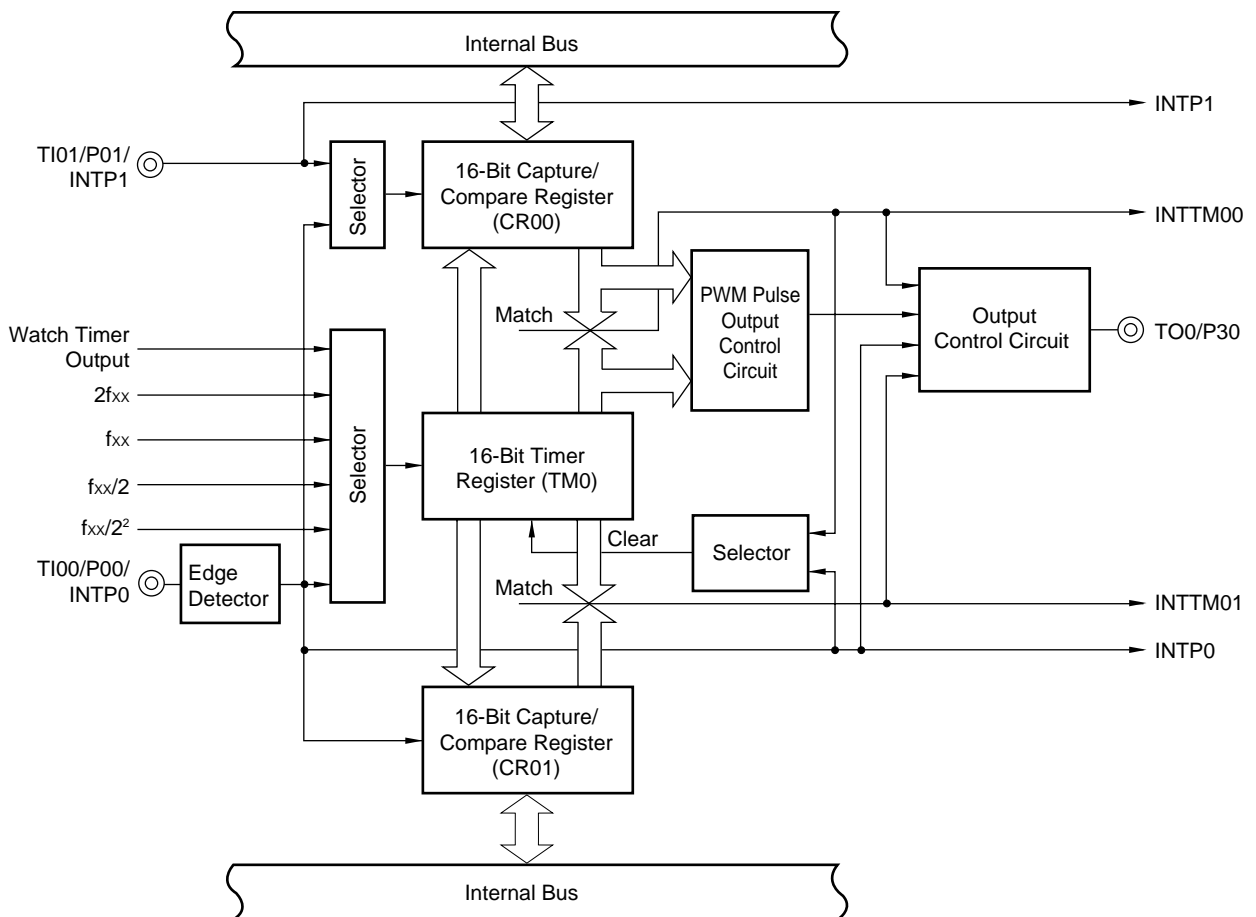 Internal Bus
INTP1
TI01/P01/
INTP1
Selector
16-Bit Capture/
Compare Register
(CR00)
INTTM00
PWM Pulse
Output
Control
Circuit
Output
Control Circuit
TO0/P30
Match
Watch Timer
Output
2fxx
fxx
fxx/2
fxx/2²
Selector
16-Bit Timer
Register (TM0)
Clear
Selector
TI00/P00/
INTP0
Edge
Detector
Match
INTTM01
INTP0
16-Bit Capture/
Compare Register
(CR01)
Internal Bus